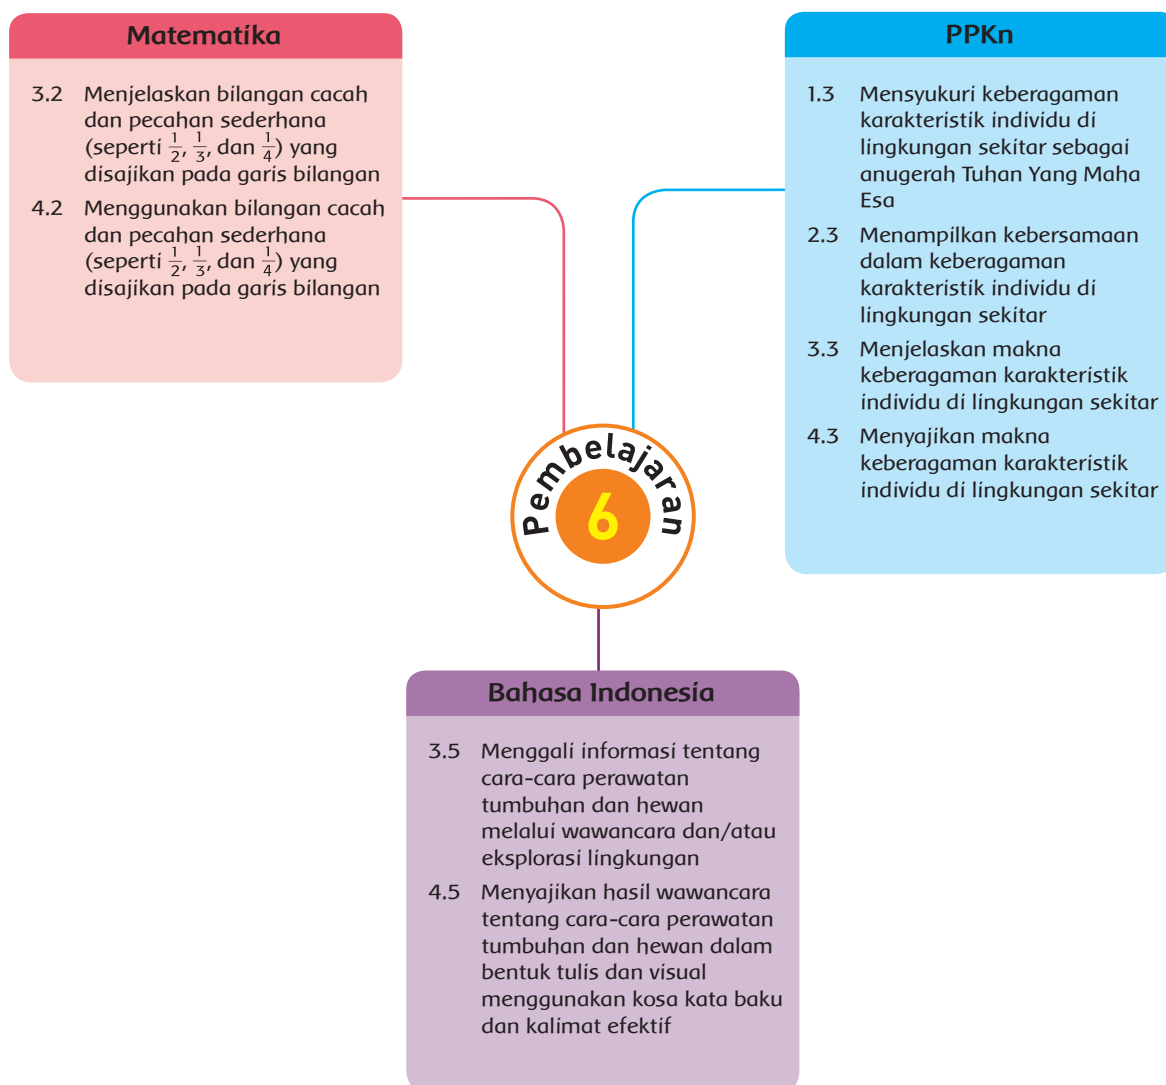 Matematika
3.2 Menjelaskan bilangan cacah
dan pecahan sederhana
(seperti 1/2, 1/3, dan 1/4) yang
disajikan pada garis bilangan
4.2 Menggunakan bilangan cacah
dan pecahan sederhana
(seperti 1/2, 1/3, dan 1/4) yang
disajikan pada garis bilangan
PPKn
1.3 Mensyukuri keberagaman
karakteristik individu di
lingkungan sekitar sebagai
anugerah Tuhan Yang Maha
Esa
2.3 Menampilkan kebersamaan
dalam keberagaman
karakteristik individu di
lingkungan sekitar
3.3 Menjelaskan makna
keberagaman karakteristik
individu di lingkungan sekitar
4.3 Menyajikan makna
keberagaman karakteristik
individu di lingkungan sekitar
Pembelajaran
6
Bahasa Indonesia
3.5 Menggali informasi tentang
cara-cara perawatan
tumbuhan dan hewan
melalui wawancara dan/atau
eksplorasi lingkungan
4.5 Menyajikan hasil wawancara
tentang cara-cara perawatan
tumbuhan dan hewan dalam
bentuk tulis dan visual
menggunakan kosa kata baku
dan kalimat efektif